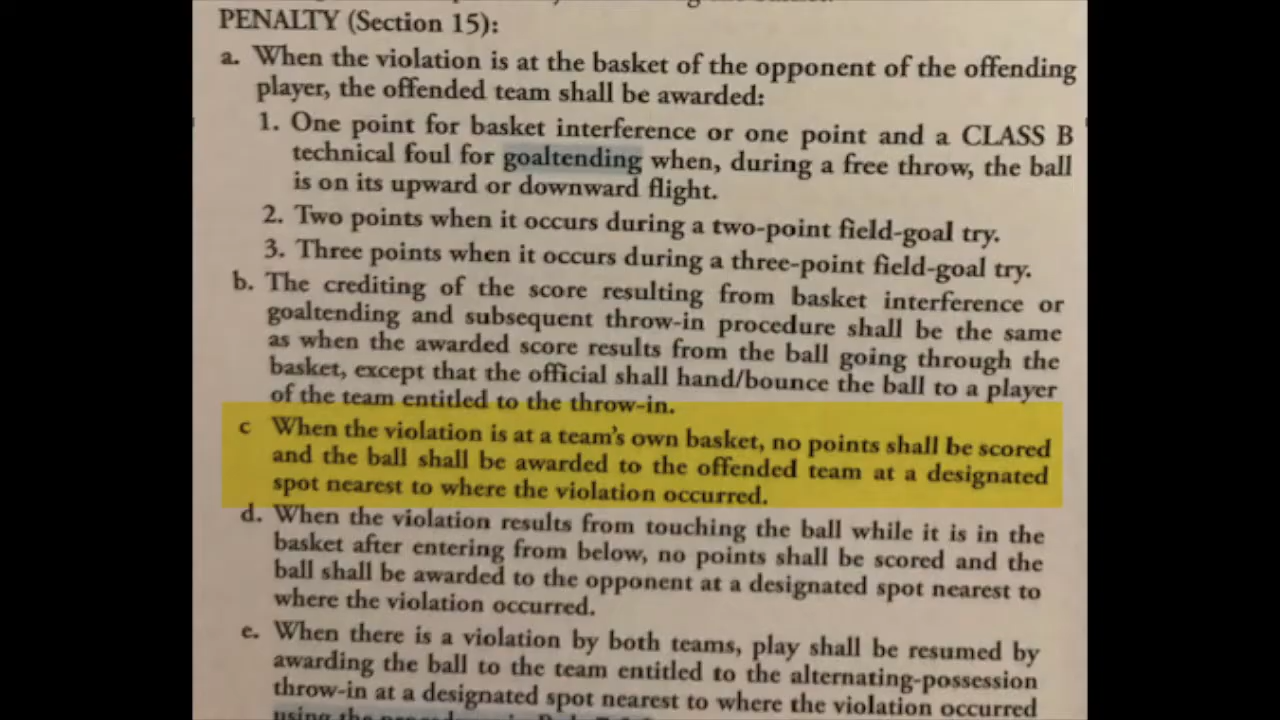 PENALTY (Section 15):
a. When the violation is at the basket of the opponent of the offending
player, the offended team shall be awarded:
1. One point for basket interference or one point and a CLASS B
technical foul for goaltending when, during a free throw, the ball
is on its upward or downward flight.
2. Two points when it occurs during a two-point field-goal try.
3. Three points when it occurs during a three-point field-goal try.
b. The crediting of the score resulting from basket interference or
goaltending and subsequent throw-in procedure shall be the same
as when the awarded score results from the ball going through the
basket, except that the official shall hand/bounce the ball to a player
of the team entitled to the throw-in.
c When the violation is at a team's own basket, no points shall be scored
and the ball shall be awarded to the offended team at a designated
spot nearest to where the violation occurred.
d. When the violation results from touching the ball while it is in the
basket after entering from below, no points shall be scored and the
ball shall be awarded to the opponent at a designated spot nearest to
where the violation occurred.
e. When there is a violation by both teams, play shall be resumed by
awarding the ball to the team entitled to the alternating-possession
throw-in at a designated spot nearest to where the violation occurred
using the